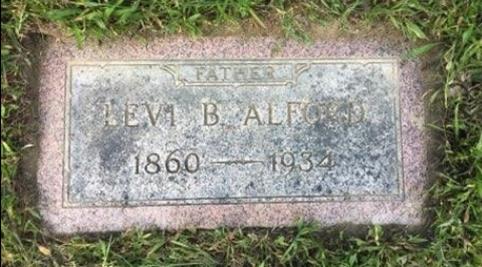 FATHER
LEVI B. ALFORD
1860 — 1934